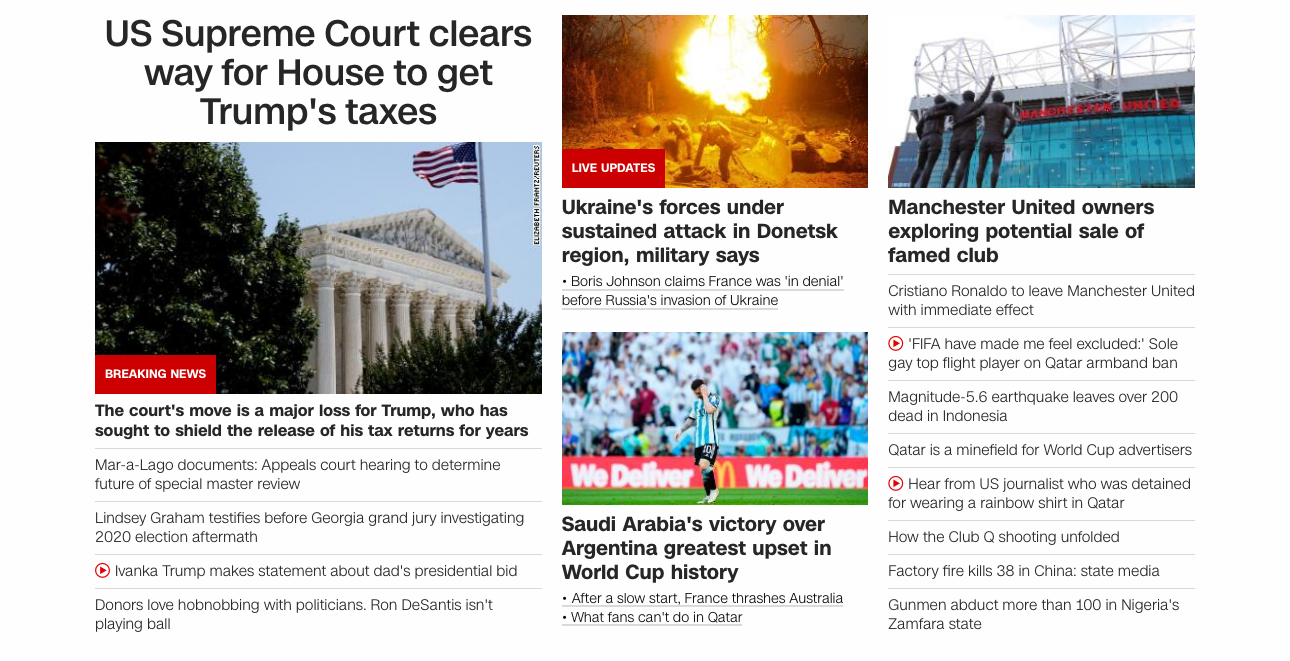 US Supreme Court clears
way for House to get
Trump's taxes
ELIZABETH FRANTZ/REUTERS
BREAKING NEWS
The court's move is a major loss for Trump, who has
sought to shield the release of his tax returns for years
Mar-a-Lago documents: Appeals court hearing to determine
future of special master review
Lindsey Graham testifies before Georgia grand jury investigating
2020 election aftermath
Ivanka Trump makes statement about dad's presidential bid
Donors love hobnobbing with politicians. Ron DeSantis isn't
playing ball
LIVE UPDATES
Ukraine's forces under
sustained attack in Donetsk
region, military says
• Boris Johnson claims France was 'in denial'
before Russia's invasion of Ukraine
10
We Deliver We Deliver
Saudi Arabia's victory over
Argentina greatest upset in
World Cup history
• After a slow start, France thrashes Australia
• What fans can't do in Qatar
MANCHESTER UNITED
Manchester United owners
exploring potential sale of
famed club
Cristiano Ronaldo to leave Manchester United
with immediate effect
'FIFA have made me feel excluded:' Sole
gay top flight player on Qatar armband ban
Magnitude-5.6 earthquake leaves over 200
dead in Indonesia
Qatar is a minefield for World Cup advertisers
Hear from US journalist who was detained
for wearing a rainbow shirt in Qatar
How the Club Q shooting unfolded
Factory fire kills 38 in China: state media
Gunmen abduct more than 100 in Nigeria's
Zamfara state